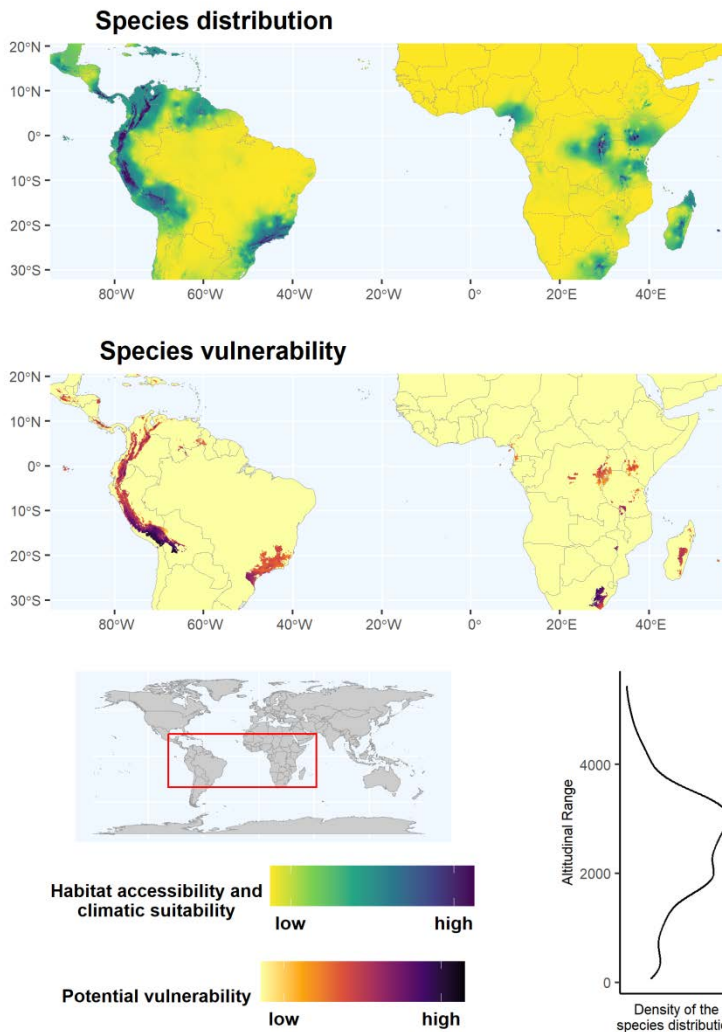 Species distribution
20°N
10°N
0°
10°S
20°S
30°S
80°W 60°W 40°W 20°W 0° 20°E 40°E
Species vulnerability
20°N
10°N
0°
10°S
20°S
30°S
80°W 60°W 40°W 20°W 0° 20°E 40°E
Habitat accessibility and
climatic suitability
low high
Potential vulnerability
low high
Altitudinal Range
4000
2000
0
Density of the
species distributio